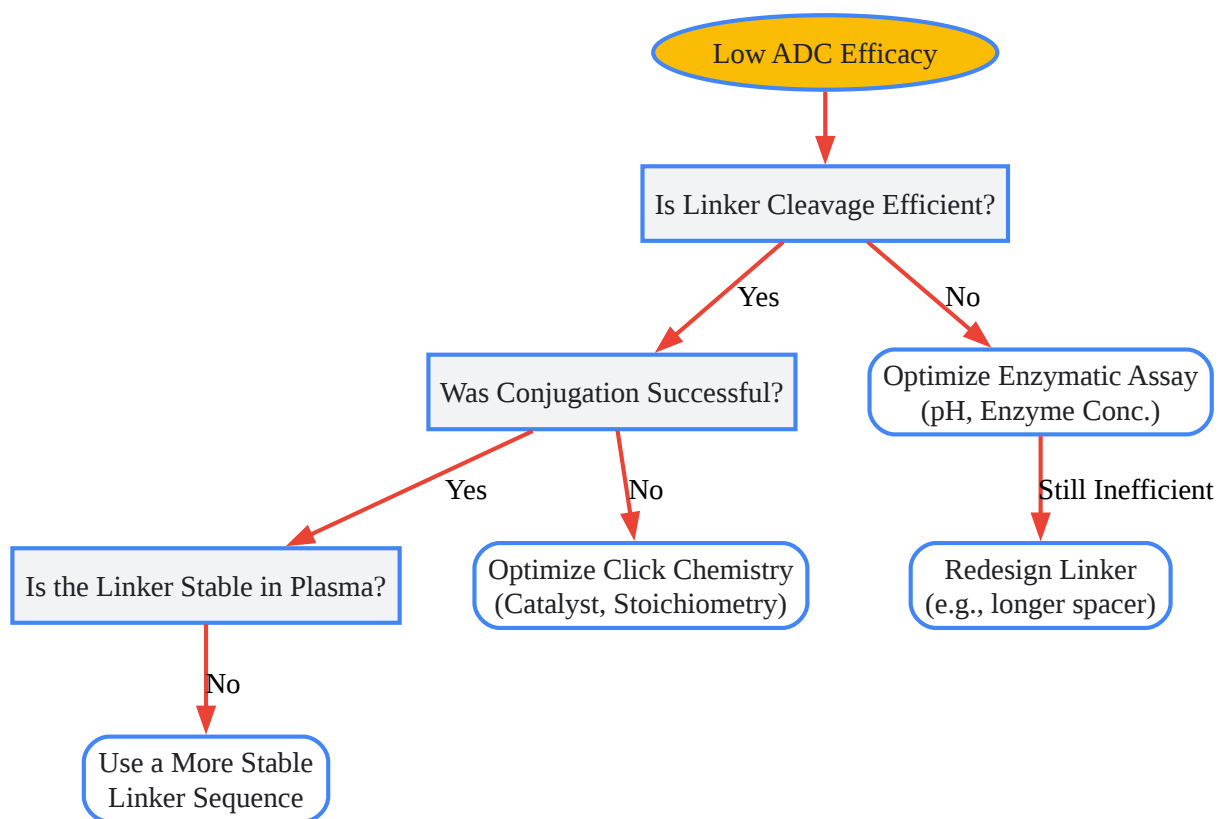 Low ADC Efficacy
Is Linker Cleavage Efficient?
Yes
No
Was Conjugation Successful?
Optimize Enzymatic Assay
(pH, Enzyme Conc.)
Yes
No
Still Inefficient
Is the Linker Stable in Plasma?
Optimize Click Chemistry
(Catalyst, Stoichiometry)
Redesign Linker
(e.g., longer spacer)
No
Use a More Stable
Linker Sequence